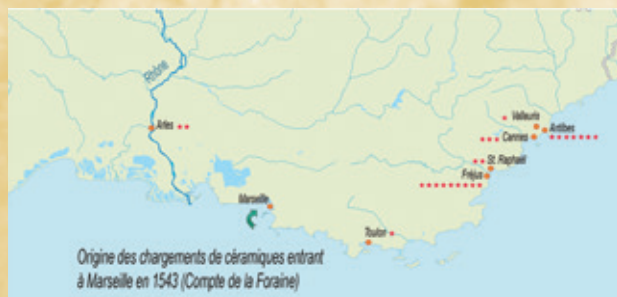 Rhône
Arles
Vallauris
Antibes
Cannes
St. Raphaël
Fréjus
Marseille
Toulon
Origine des chargements de céramiques entrant
à Marseille en 1543 (Compte de la Foraine)